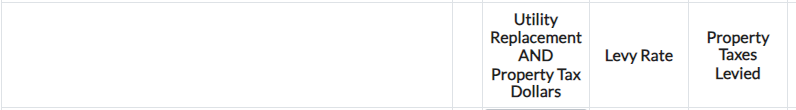 Utility
Replacement
AND
Property Tax
Dollars
Levy Rate
Property
Taxes
Levied